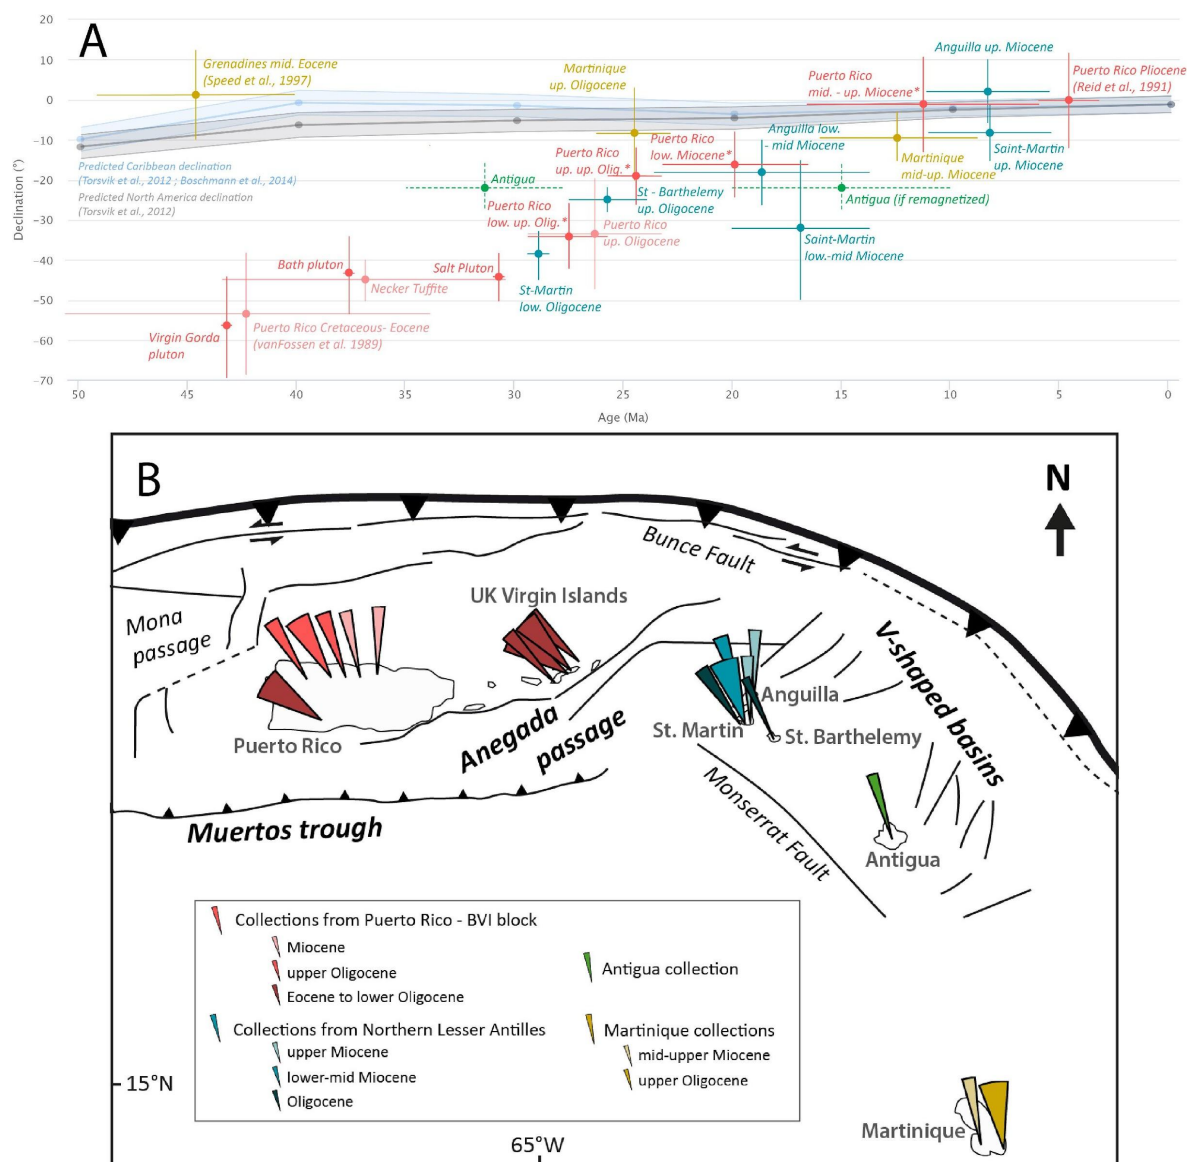 A
20
10
0
-10
-20
-30
-40
-50
-60
-70
Declination (°)
Grenadines mid. Eocene
(Speed et al., 1997)
Martinique
up. Oligocene
Anguilla up. Miocene
Puerto Rico
mid. - up. Miocene*
Puerto Rico Pliocene
(Reid et al., 1991)
Predicted Caribbean declination
(Torsvik et al., 2012 ; Boschmann et al., 2014)
Predicted North America declination
(Torsvik et al., 2012)
Puerto Rico
low. Miocene*
Anguilla low.
- mid Miocene
Martinique
mid-up. Miocene
Saint-Martin
up. Miocene
Puerto Rico
up. up. Olig.*
Antigua
St - Barthelemy
up. Oligocene
Antigua (if remagnetized)
Puerto Rico
low. up. Olig.*
Puerto Rico
up. Oligocene
Saint-Martin
low.-mid Miocene
Bath pluton
Salt Pluton
Necker Tuffite
St-Martin
low. Oligocene
Virgin Gorda
pluton
Puerto Rico Cretaceous- Eocene
(vanFossen et al. 1989)
50
45
40
35
30
25
20
15
10
5
0
Age (Ma)
B
N
Bunce Fault
UK Virgin Islands
Mona
passage
V-shaped basins
Anguilla
St. Martin
St. Barthelemy
Puerto Rico
Anegada
passage
Monserrat Fault
Muertos trough
Antigua
Collections from Puerto Rico - BVI block
Miocene
upper Oligocene
Eocene to lower Oligocene
Antigua collection
Collections from Northern Lesser Antilles
upper Miocene
lower-mid Miocene
Oligocene
Martinique collections
mid-upper Miocene
upper Oligocene
15°N
65°W
Martinique